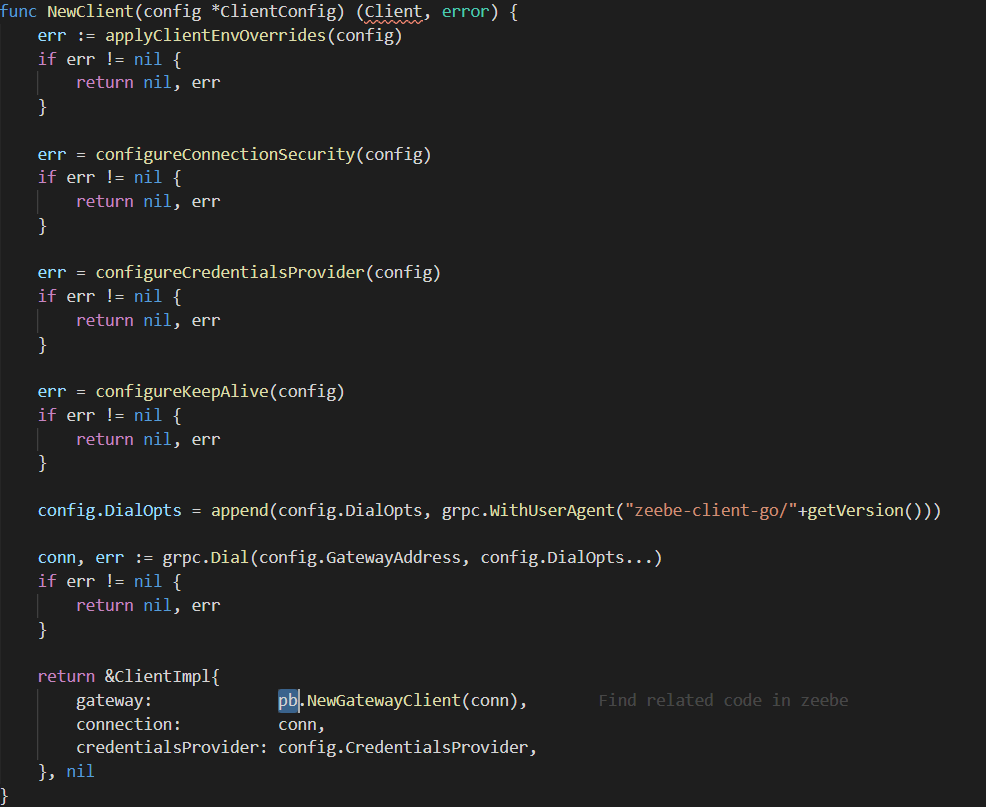 func NewClient(config *ClientConfig) (Client, error) {
    err := applyClientEnvOverrides(config)
    if err != nil {
        return nil, err
    }

    err = configureConnectionSecurity(config)
    if err != nil {
        return nil, err
    }

    err = configureCredentialsProvider(config)
    if err != nil {
        return nil, err
    }

    err = configureKeepAlive(config)
    if err != nil {
        return nil, err
    }

    config.DialOpts = append(config.DialOpts, grpc.WithUserAgent("zeebe-client-go/"+getVersion()))

    conn, err := grpc.Dial(config.GatewayAddress, config.DialOpts...)
    if err != nil {
        return nil, err
    }

    return &ClientImpl{
        gateway:             pb.NewGatewayClient(conn),        Find related code in zeebe
        connection:          conn,
        credentialsProvider: config.CredentialsProvider,
    }, nil
}